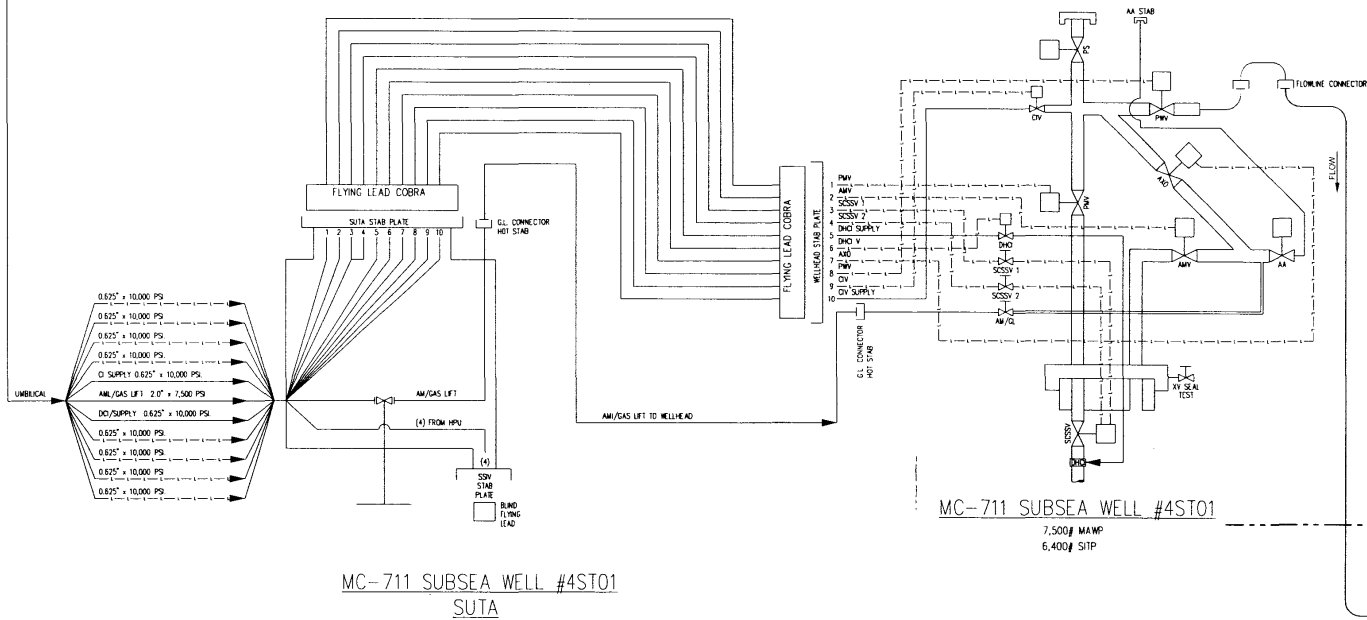 AA STAB
PS
FLOWLINE CONNECTOR
CIV
PWV
FLOW
AXO
FLYING LEAD COBRA
SUTA STAB PLATE
1 2 3 4 5 6 7 8 9 10
G.L. CONNECTOR
HOT STAB
FLYING LEAD COBRA
WELLHEAD STAB PLATE
PMV
1
AMV
2
SCSSV 1
3
SCSSV 2
4
DHCI SUPPLY
5
DHCI V
6
AXO
7
PWV
8
CIV
9
CIV SUPPLY
10
PMV
DHCI
SCSSV 1
SCSSV 2
AM/GL
AMV
AA
G.L. CONNECTOR
HOT STAB
XV SEAL
TEST
SCSSV
DHCI
UMBILICAL
0.625" x 10,000 PSI.
0.625" x 10,000 PSI.
0.625" x 10,000 PSI.
0.625" x 10,000 PSI.
CI SUPPLY 0.625" x 10,000 PSI.
AML/GAS LIFT 2.0" x 7,500 PSI
DCI/SUPPLY 0.625" x 10,000 PSI.
0.625" x 10,000 PSI.
0.625" x 10,000 PSI.
0.625" x 10,000 PSI.
0.625" x 10,000 PSI.
AM/GAS LIFT
(4) FROM HPU
AMI/GAS LIFT TO WELLHEAD
(4)
SSIV
STAB
PLATE
BLIND
FLYING
LEAD
MC-711 SUBSEA WELL #4ST01
7,500# MAWP
6,400# SITP
MC-711 SUBSEA WELL #4ST01
SUTA